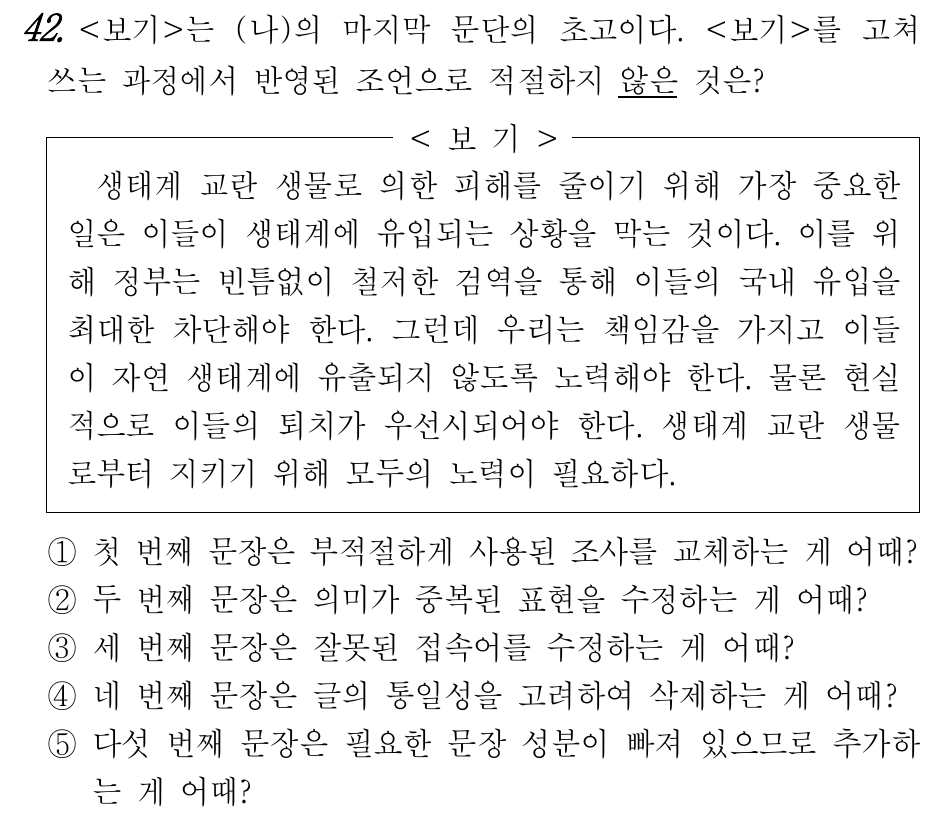 42. <보기>는 (나)의 마지막 문단의 초고이다. <보기>를 고쳐
쓰는 과정에서 반영된 조언으로 적절하지 않은 것은?
< 보 기 >
생태계 교란 생물로 의한 피해를 줄이기 위해 가장 중요한
일은 이들이 생태계에 유입되는 상황을 막는 것이다. 이를 위
해 정부는 빈틈없이 철저한 검역을 통해 이들의 국내 유입을
최대한 차단해야 한다. 그런데 우리는 책임감을 가지고 이들
이 자연 생태계에 유출되지 않도록 노력해야 한다. 물론 현실
적으로 이들의 퇴치가 우선시되어야 한다. 생태계 교란 생물
로부터 지키기 위해 모두의 노력이 필요하다.
① 첫 번째 문장은 부적절하게 사용된 조사를 교체하는 게 어때?
② 두 번째 문장은 의미가 중복된 표현을 수정하는 게 어때?
③ 세 번째 문장은 잘못된 접속어를 수정하는 게 어때?
④ 네 번째 문장은 글의 통일성을 고려하여 삭제하는 게 어때?
⑤ 다섯 번째 문장은 필요한 문장 성분이 빠져 있으므로 추가하
는 게 어때?